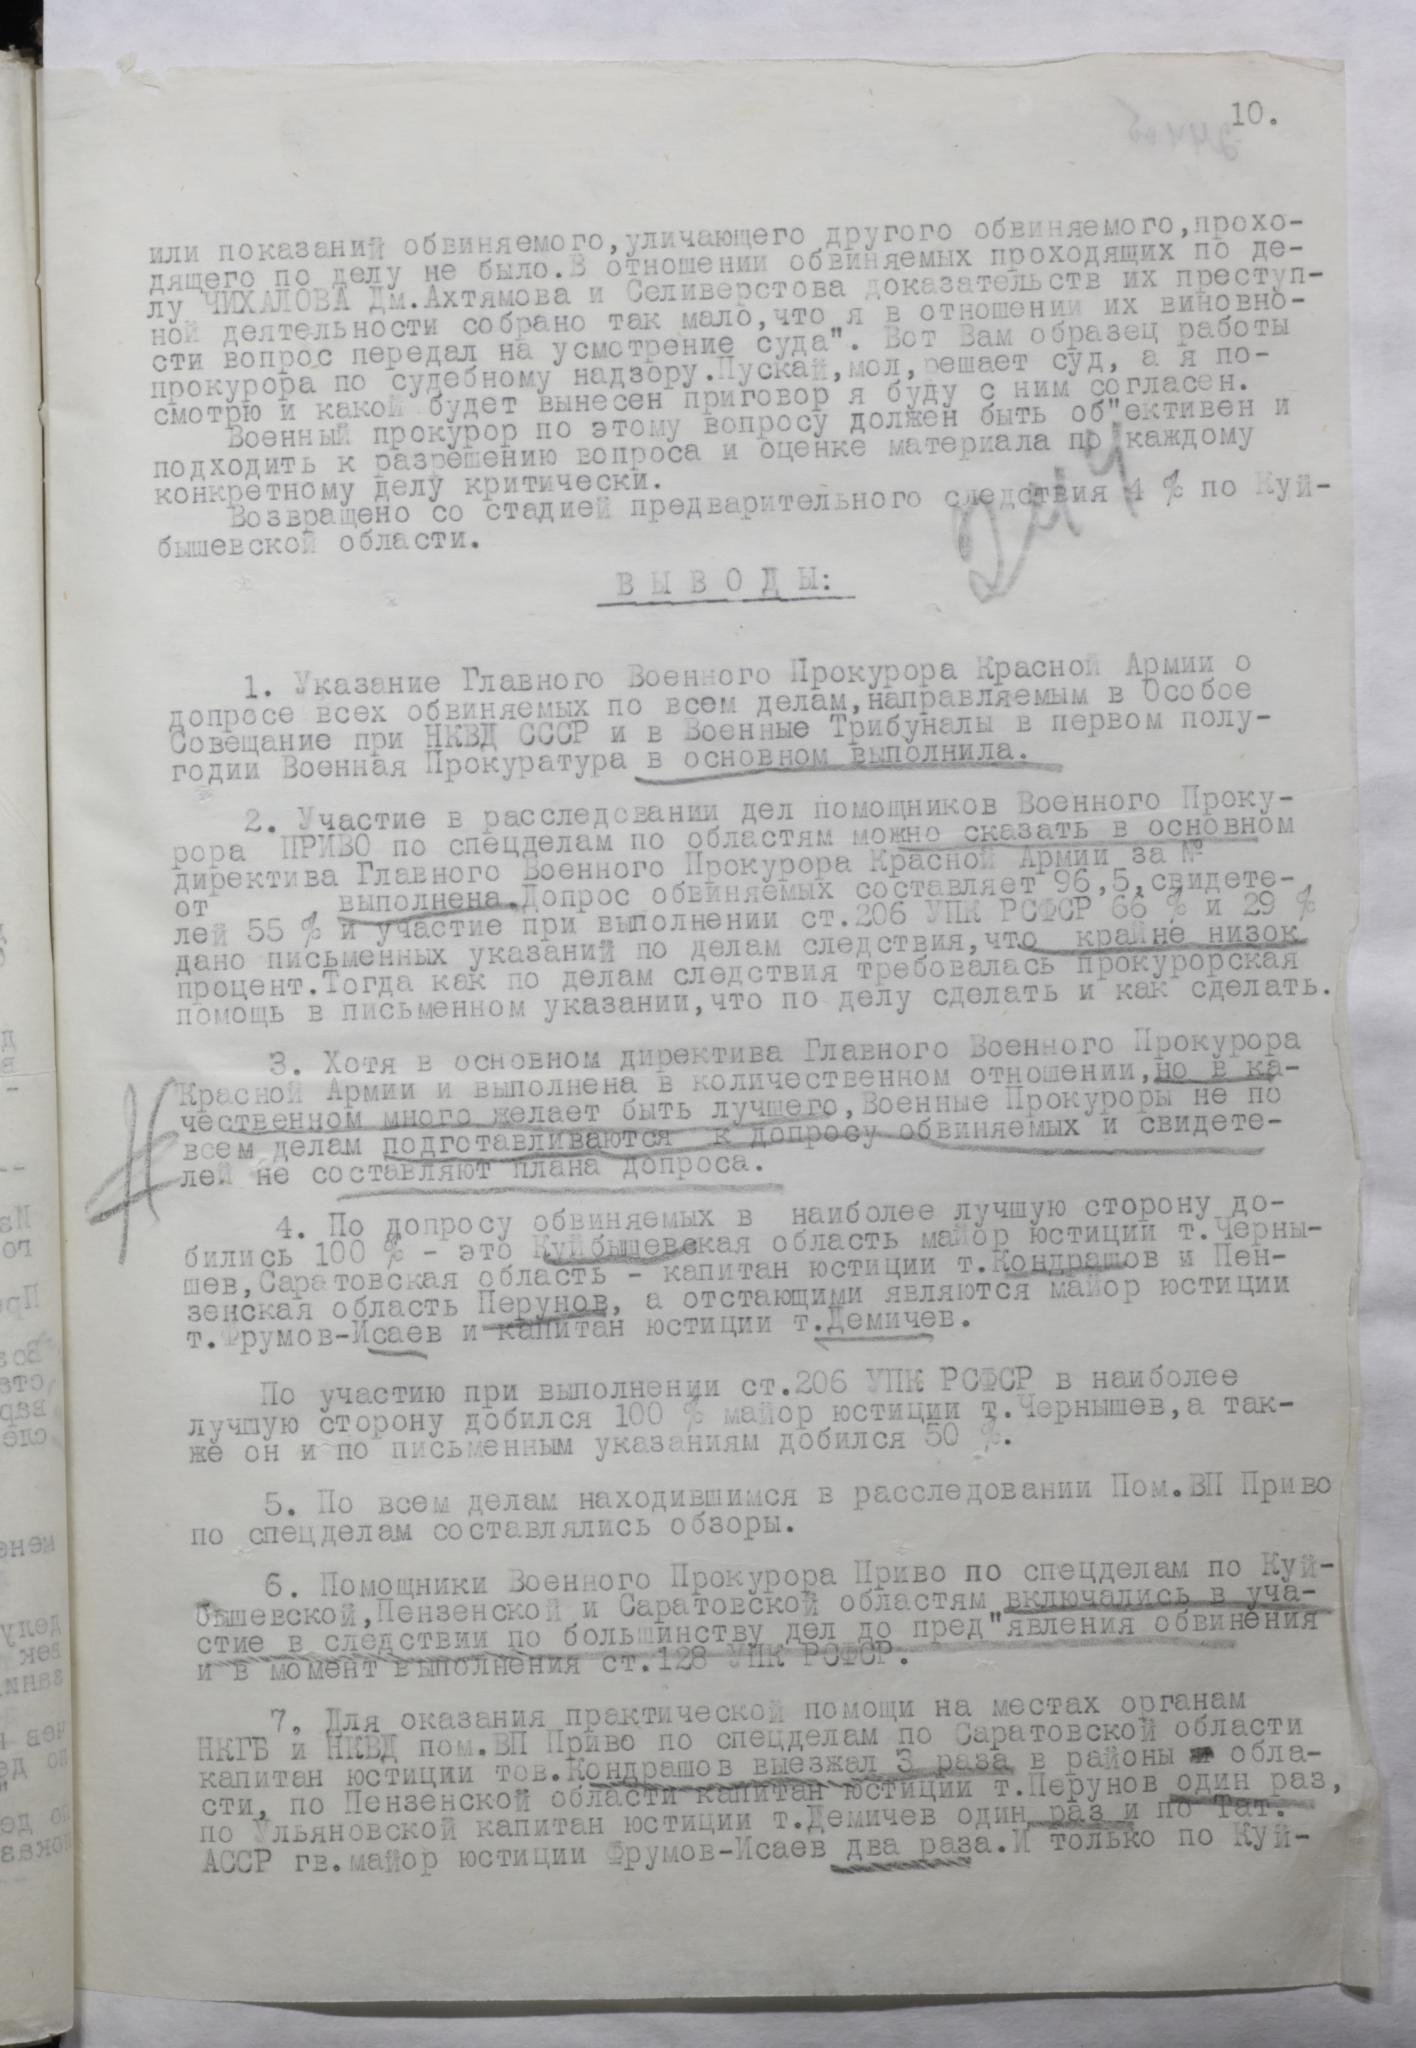 10.
или показаний обвиняемого,уличающего другого обвиняемого,прохо-
дящего по делу не было.В отношении обвиняемых проходящих по де-
лу ЧИХАЛОВА Дм.Ахтямова и Селиверстова доказательств их преступ-
ной деятельности собрано так мало,что я в отношении их виновно-
сти вопрос передал на усмотрение суда". Вот Вам образец работы
прокурора по судебному надзору.Пускай,мол,решает суд, а я по-
смотрю и какой будет вынесен приговор я буду с ним согласен.
Военный прокурор по этому вопросу должен быть об"ективен и
подходить к разрешению вопроса и оценке материала по каждому
конкретному делу критически.
Возвращено со стадией предварительного следствия 4 % по Куй-
бышевской области.
244
ВЫВОДЫ:
1. Указание Главного Военного Прокурора Красной Армии о
допросе всех обвиняемых по всем делам,направляемым в Особое
Совещание при НКВД СССР и в Военные Трибуналы в первом полу-
годии Военная Прокуратура в основном выполнила.
2. Участие в расследовании дел помощников Военного Проку-
рора ПРИВО по спецделам по областям можно сказать в основном
директива Главного Военного Прокурора Красной Армии за №
от выполнена.Допрос обвиняемых составляет 96,5,свидете-
лей 55 % и участие при выполнении ст.206 УПК РСФСР 66 % и 29 %
дано письменных указаний по делам следствия,что крайне низок
процент.Тогда как по делам следствия требовалась прокурорская
помощь в письменном указании,что по делу сделать и как сделать.
3. Хотя в основном директива Главного Военного Прокурора
Красной Армии и выполнена в количественном отношении,но в ка-
чественном много желает быть лучшего,Военные Прокуроры не по
всем делам подготавливаются к допросу обвиняемых и свидете-
лей не составляют плана допроса.
4. По допросу обвиняемых в наиболее лучшую сторону до-
бились 100 % - это Куйбышевская область майор юстиции т.Черны-
шев,Саратовская область - капитан юстиции т.Кондрашов и Пен-
зенская область Перунов, а отстающими являются майор юстиции
т.Фрумов-Исаев и капитан юстиции т.Демичев.
По участию при выполнении ст.206 УПК РСФСР в наиболее
лучшую сторону добился 100 % майор юстиции т.Чернышев,а так-
же он и по письменным указаниям добился 50 %.
5. По всем делам находившимся в расследовании Пом.ВП Приво
по спецделам составлялись обзоры.
6. Помощники Военного Прокурора Приво по спецделам по Куй-
бышевской,Пензенской и Саратовской областям включались в уча-
стие в следствии по большинству дел до пред"явления обвинения
и в момент выполнения ст.128 УПК РСФСР.
7. Для оказания практической помощи на местах органам
НКГБ и НКВД пом.ВП Приво по спецделам по Саратовской области
капитан юстиции тов.Кондрашов выезжал 3 раза в районы обла-
сти, по Пензенской области капитан юстиции т.Перунов один раз,
по Ульяновской капитан юстиции т.Демичев один раз и по Тат.
АССР гв.майор юстиции Фрумов-Исаев два раза.И только по Куй-